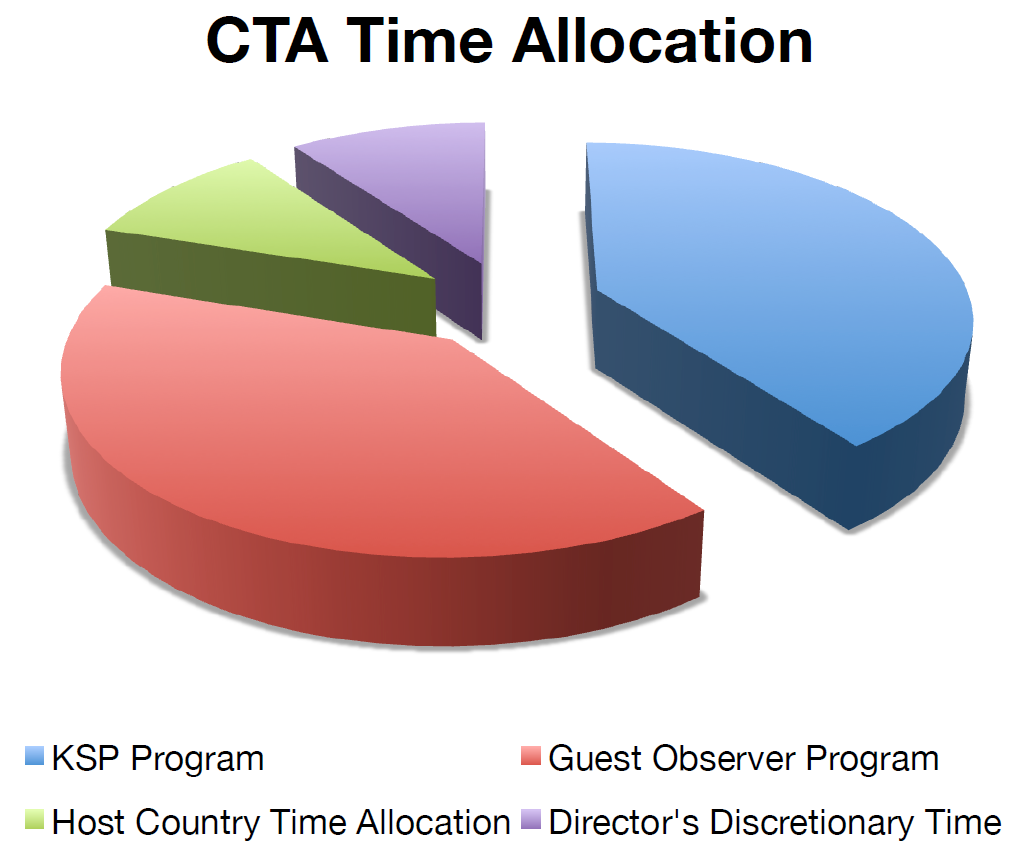 CTA Time Allocation
KSP Program
Guest Observer Program
Host Country Time Allocation
Director's Discretionary Time